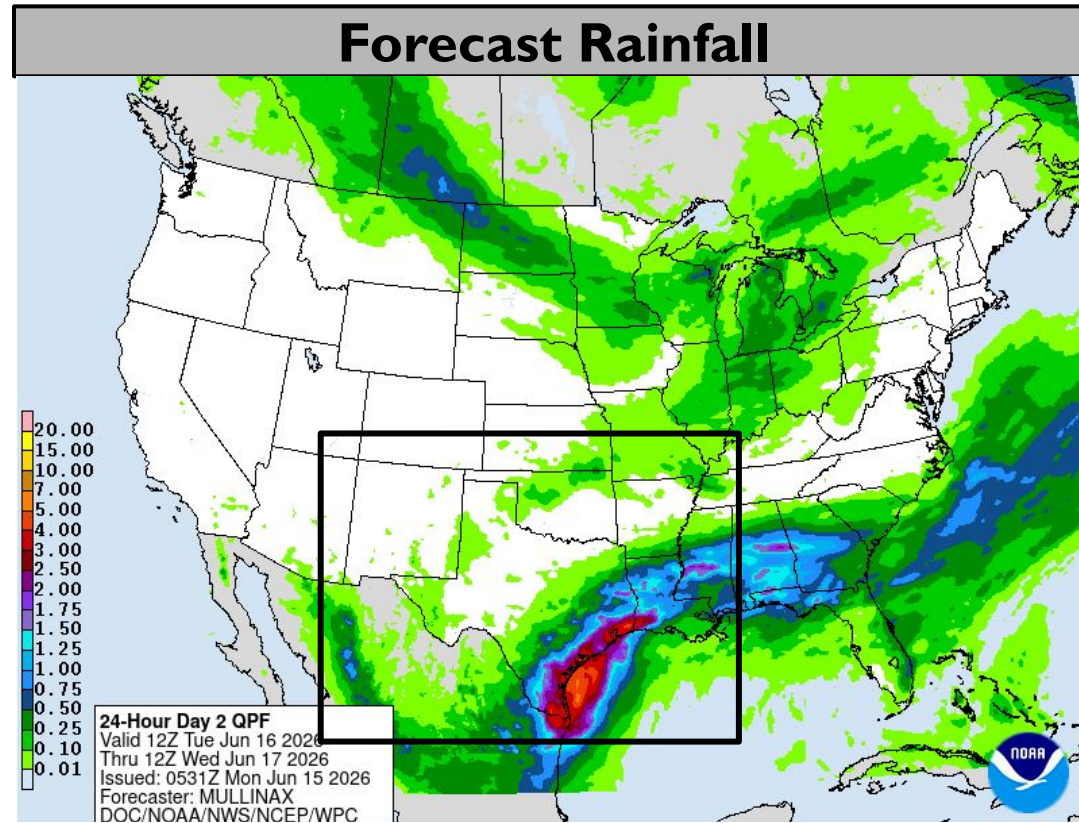 Forecast Rainfall
20.00
15.00
10.00
7.00
5.00
4.00
3.00
2.50
2.00
1.75
1.50
1.25
1.00
0.75
0.50
0.25
0.10
0.01
24-Hour Day 2 QPF
Valid 12Z Tue Jun 16 2026
Thru 12Z Wed Jun 17 2026
Issued: 0531Z Mon Jun 15 2026
Forecaster: MULLINAX
DOC/NOAA/NWS/NCEP/WPC
NOAA